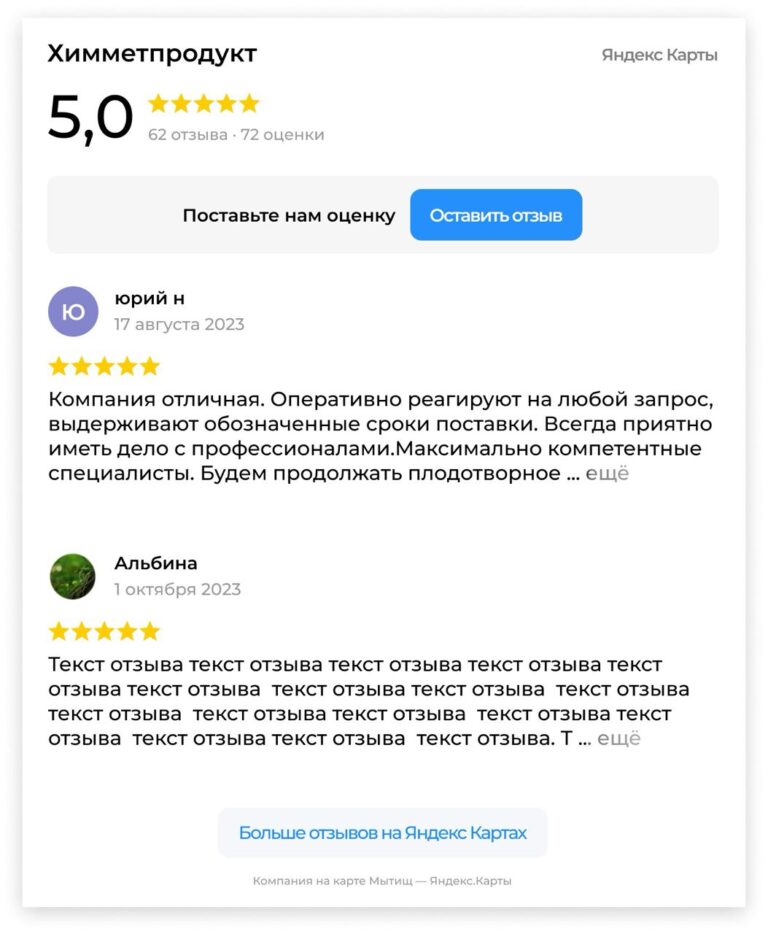 Химметпродукт
Яндекс Карты
5,0
62 отзыва · 72 оценки
Поставьте нам оценку
Оставить отзыв
Ю
юрий н
17 августа 2023
Компания отличная. Оперативно реагируют на любой запрос,
выдерживают обозначенные сроки поставки. Всегда приятно
иметь дело с профессионалами.Максимально компетентные
специалисты. Будем продолжать плодотворное ... ещё
Альбина
1 октября 2023
Текст отзыва текст отзыва текст отзыва текст отзыва текст
отзыва текст отзыва  текст отзыва текст отзыва  текст отзыва
текст отзыва  текст отзыва текст отзыва  текст отзыва текст
отзыва  текст отзыва текст отзыва  текст отзыва. Т ... ещё
Больше отзывов на Яндекс Картах
Компания на карте Мытищ — Яндекс.Карты